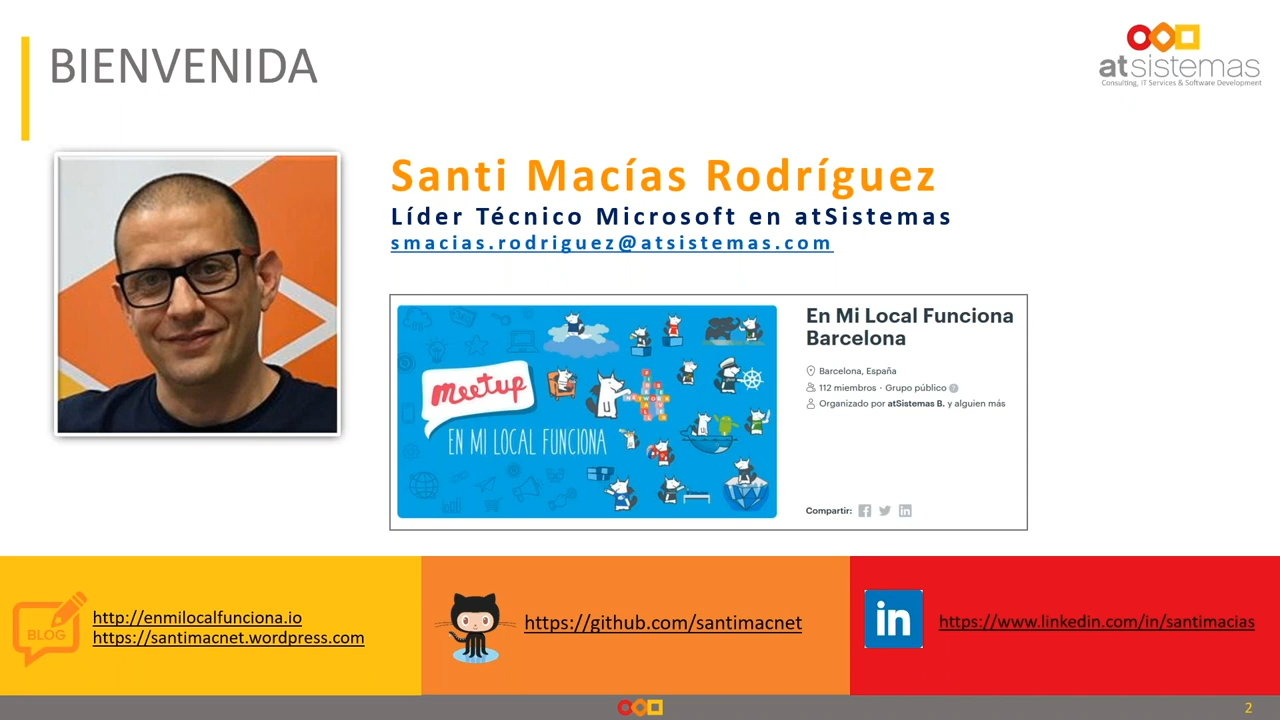 BIENVENIDA
atsistemas
Consulting, IT Services & Software Development
Santi Macías Rodríguez
Líder Técnico Microsoft en atSistemas
smacias.rodriguez@atsistemas.com
meetup
EN MI LOCAL FUNCIONA
En Mi Local Funciona
Barcelona
Barcelona, España
112 miembros · Grupo público
Organizado por atSistemas B. y alguien más
Compartir:
BLOG
http://enmilocalfunciona.io
https://santimacnet.wordpress.com
https://github.com/santimacnet
in
https://www.linkedin.com/in/santimacias
2